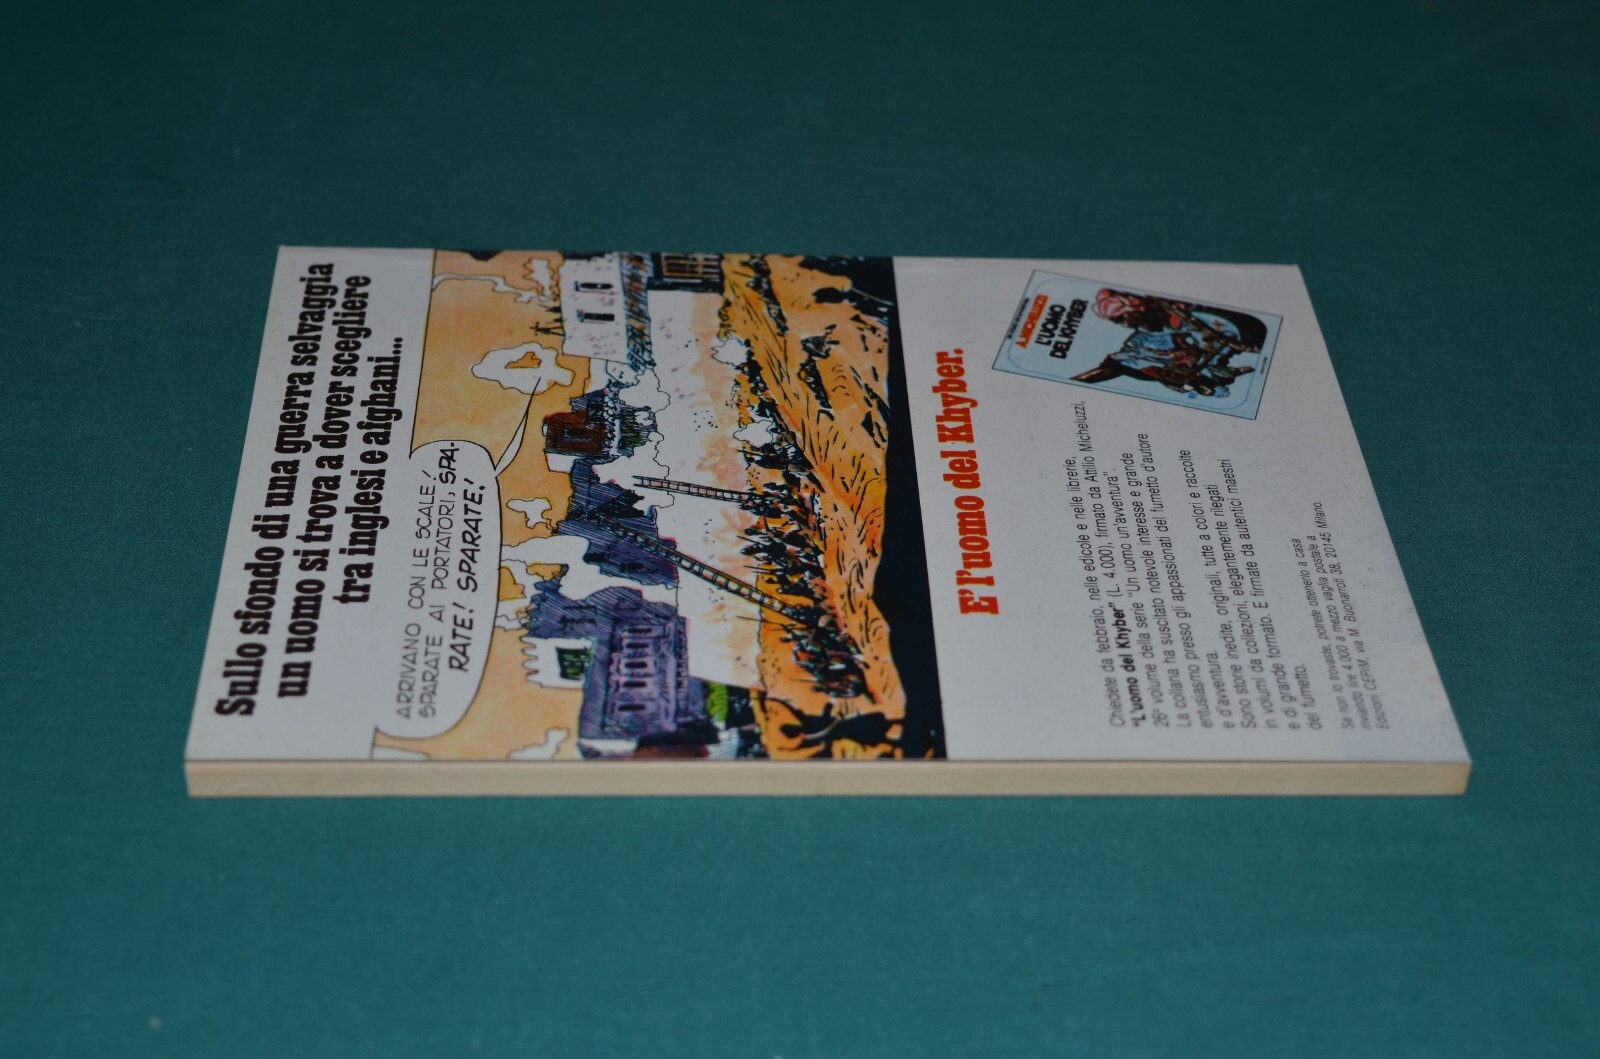 Sullo sfondo di una guerra selvaggia
un uomo si trova a dover scegliere
tra inglesi e afghani...
ARRIVANO CON LE SCALE!
SPARATE AI PORTATORI, SPA-
RATE! SPARATE!
E l'uomo del Khyber.
A.MICHELUZZI
L'UOMO
DEL KHYBER
Chiedete da febbraio, nelle edicole e nelle librerie,
"L'uomo del Khyber" (L. 4.000), firmato da Attilio Micheluzzi,
26° volume della serie "Un uomo un'avventura".
La collana ha suscitato notevole interesse e grande
entusiasmo presso gli appassionati del fumetto d'autore
e d'avventura.
Sono storie inedite, originali, tutte a colori e raccolte
in volumi da collezioni, elegantemente rilegati
e di grande formato. E firmate da autentici maestri
del fumetto.
Se non lo trovaste, potrete ottenerlo a casa
inviando lire 4.000 a mezzo vaglia postale a
Edizioni CEPIM, via M. Buonarroti 38, 20145 Milano.